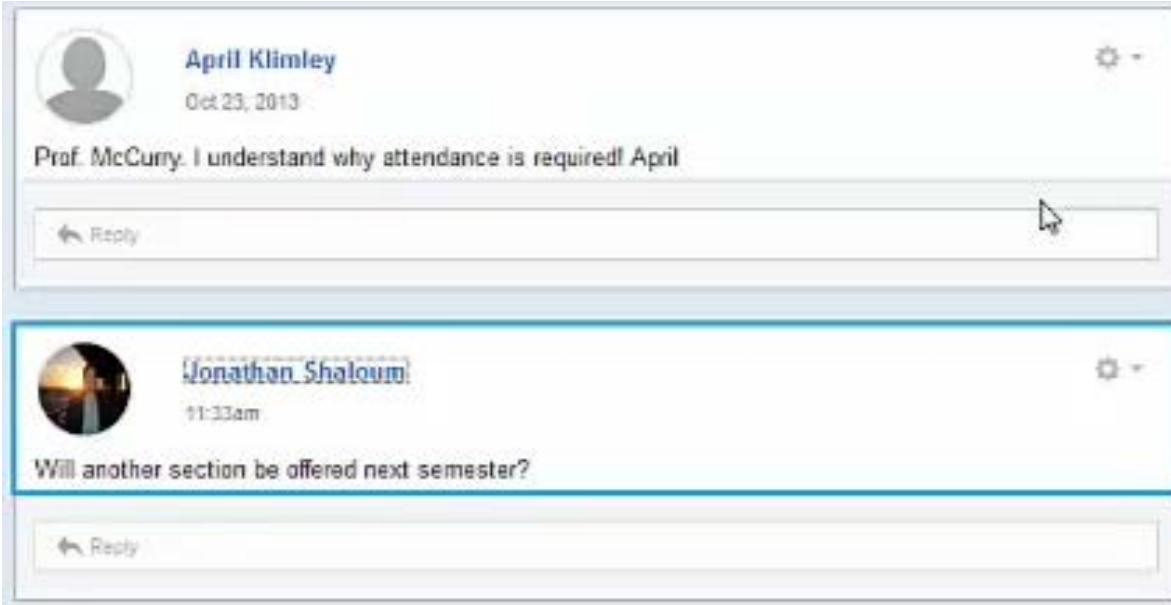 April Klimley
Oct 23, 2013
Prof. McCurry. I understand why attendance is required! April
Reply
Jonathan Shaloum
11:33am
Will another section be offered next semester?
Reply